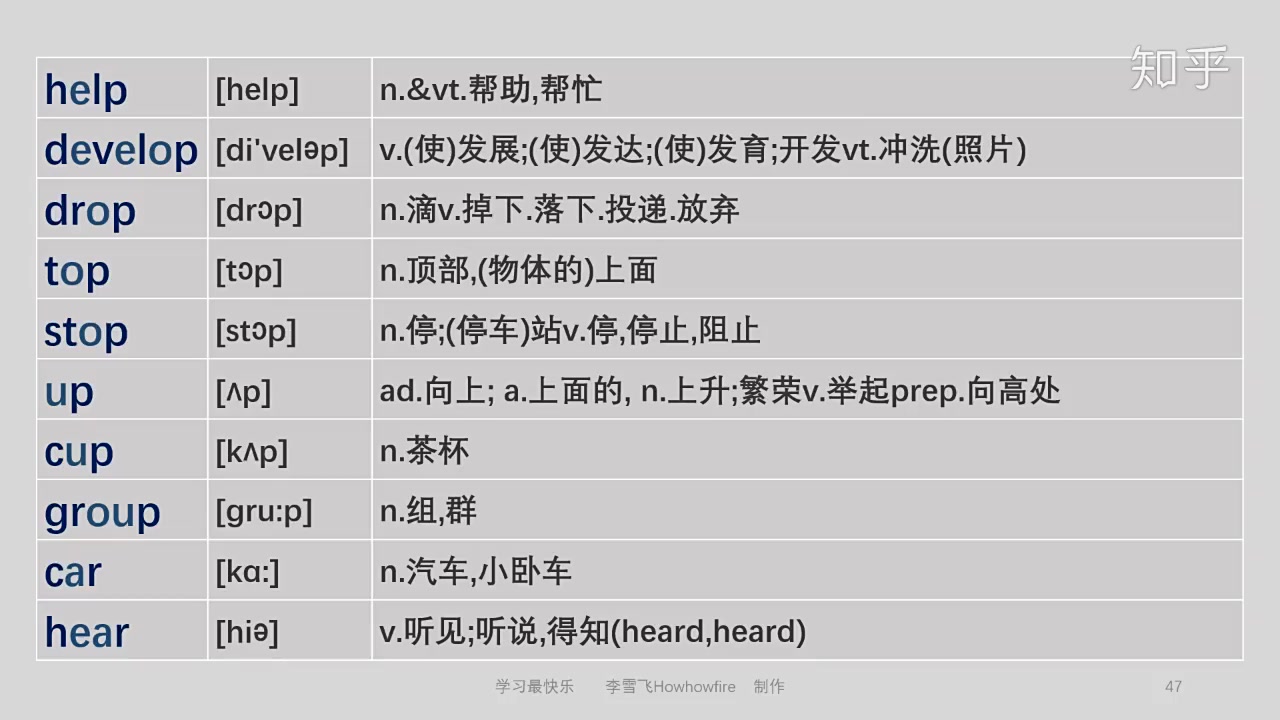 知乎
help [help] n.&vt.帮助,帮忙
develop [di'veləp] v.(使)发展;(使)发达;(使)发育;开发vt.冲洗(照片)
drop [drɔp] n.滴v.掉下.落下.投递.放弃
top [tɔp] n.顶部,(物体的)上面
stop [stɔp] n.停;(停车)站v.停,停止,阻止
up [ʌp] ad.向上; a.上面的, n.上升;繁荣v.举起prep.向高处
cup [kʌp] n.茶杯
group [gru:p] n.组,群
car [kɑ:] n.汽车,小卧车
hear [hiə] v.听见;听说,得知(heard,heard)
学习最快乐 李雪飞Howhowfire 制作 47